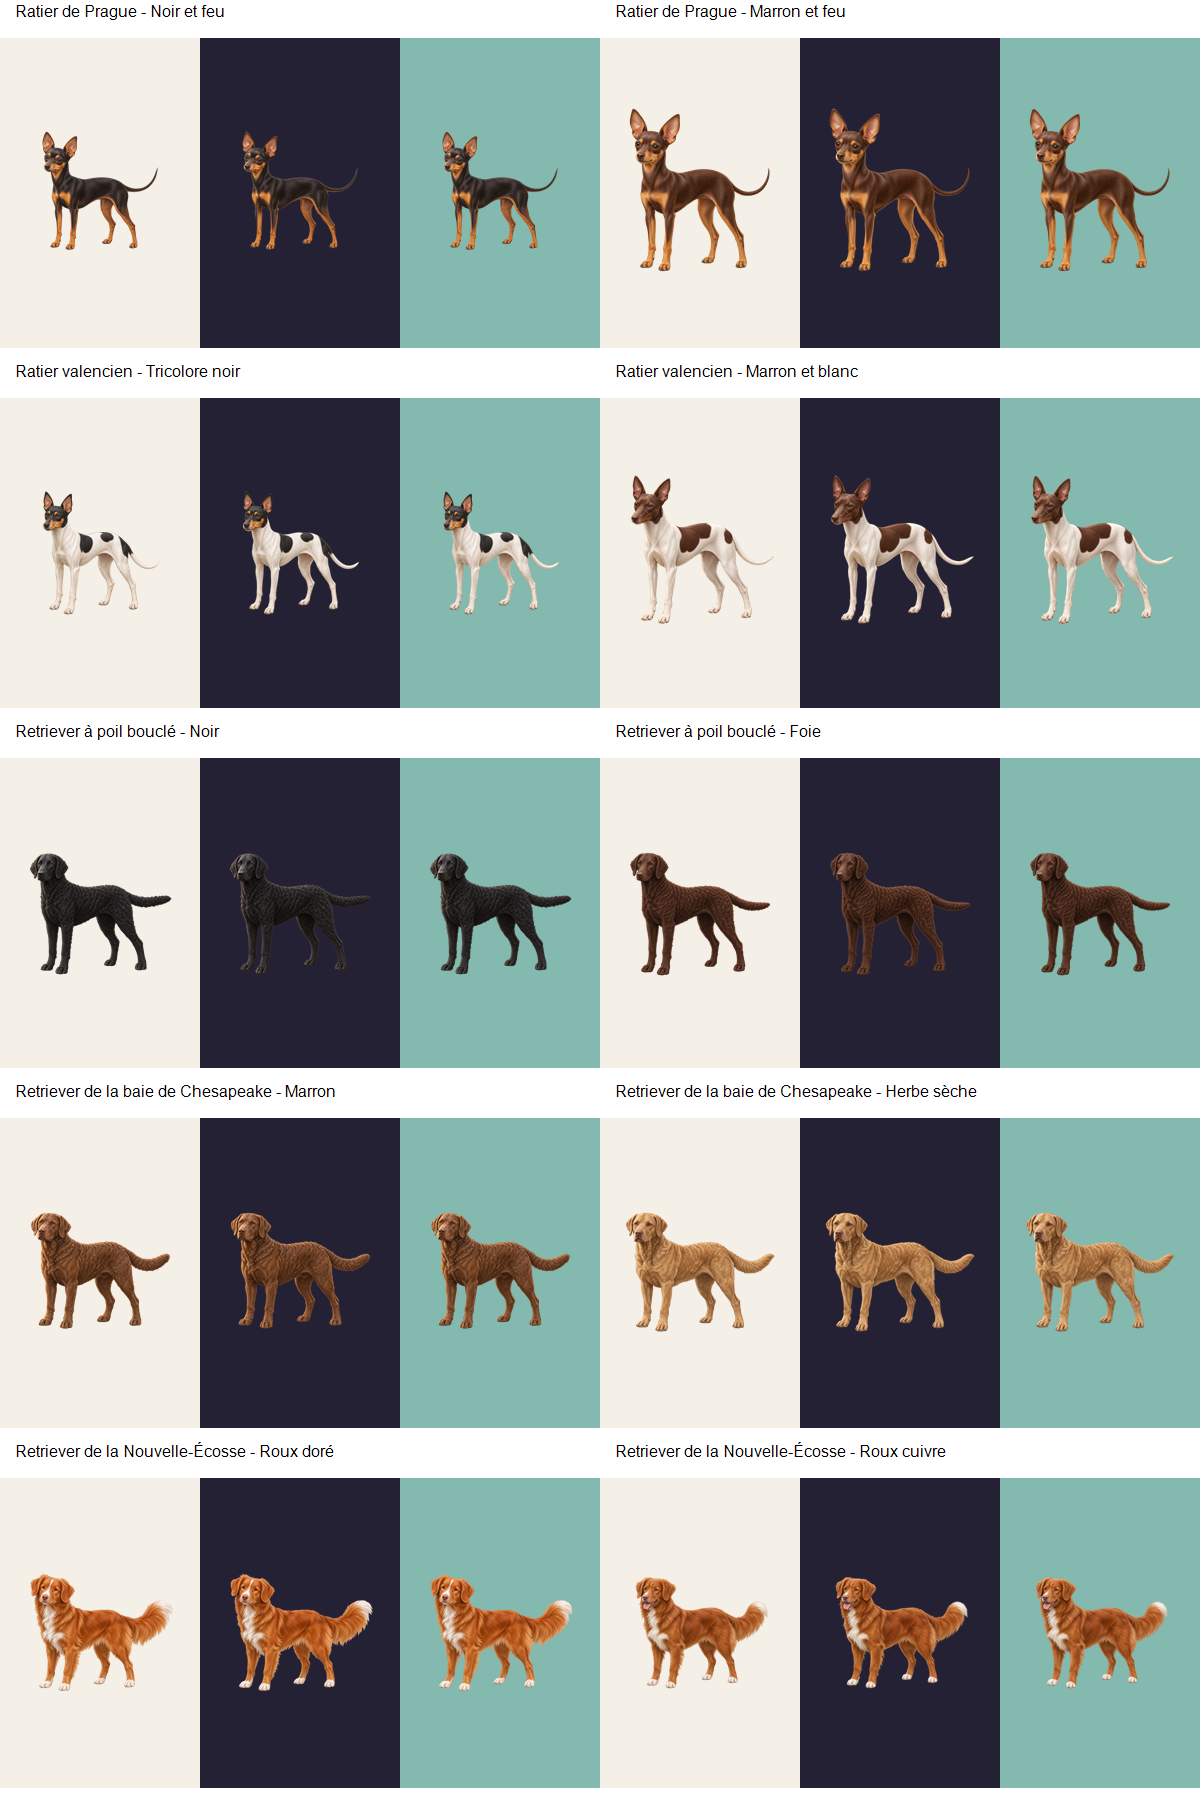 Ratier de Prague - Noir et feu
Ratier de Prague - Marron et feu
Ratier valencien - Tricolore noir
Ratier valencien - Marron et blanc
Retriever à poil bouclé - Noir
Retriever à poil bouclé - Foie
Retriever de la baie de Chesapeake - Marron
Retriever de la baie de Chesapeake - Herbe sèche
Retriever de la Nouvelle-Écosse - Roux doré
Retriever de la Nouvelle-Écosse - Roux cuivre